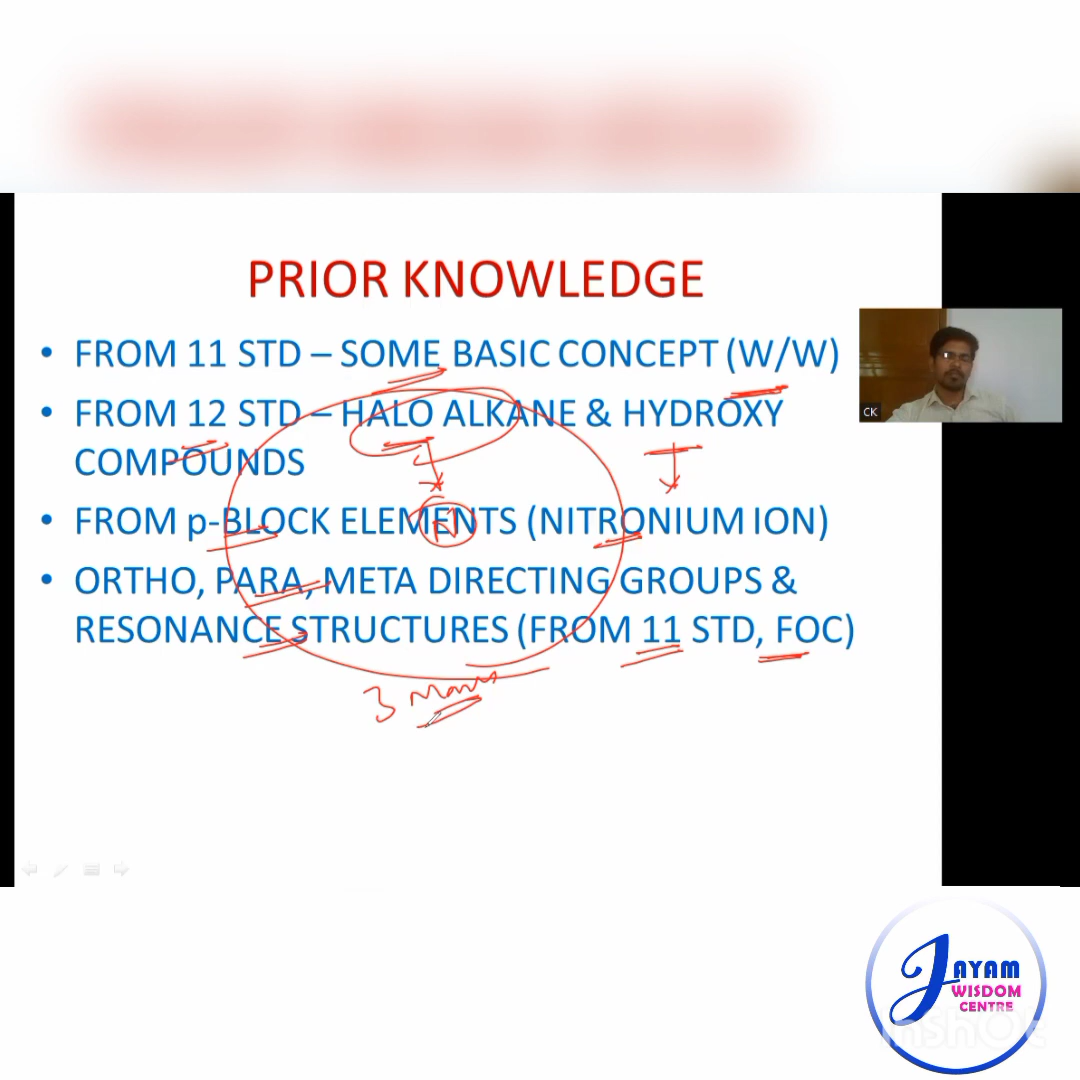 PRIOR KNOWLEDGE
• FROM 11 STD – SOME BASIC CONCEPT (W/W)
• FROM 12 STD – HALO ALKANE & HYDROXY
COMPOUNDS
• FROM p-BLOCK ELEMENTS (NITRONIUM ION)
• ORTHO, PARA, META DIRECTING GROUPS &
RESONANCE STRUCTURES (FROM 11 STD, FOC)
3 Marks
CK
JAYAM
WISDOM
CENTRE